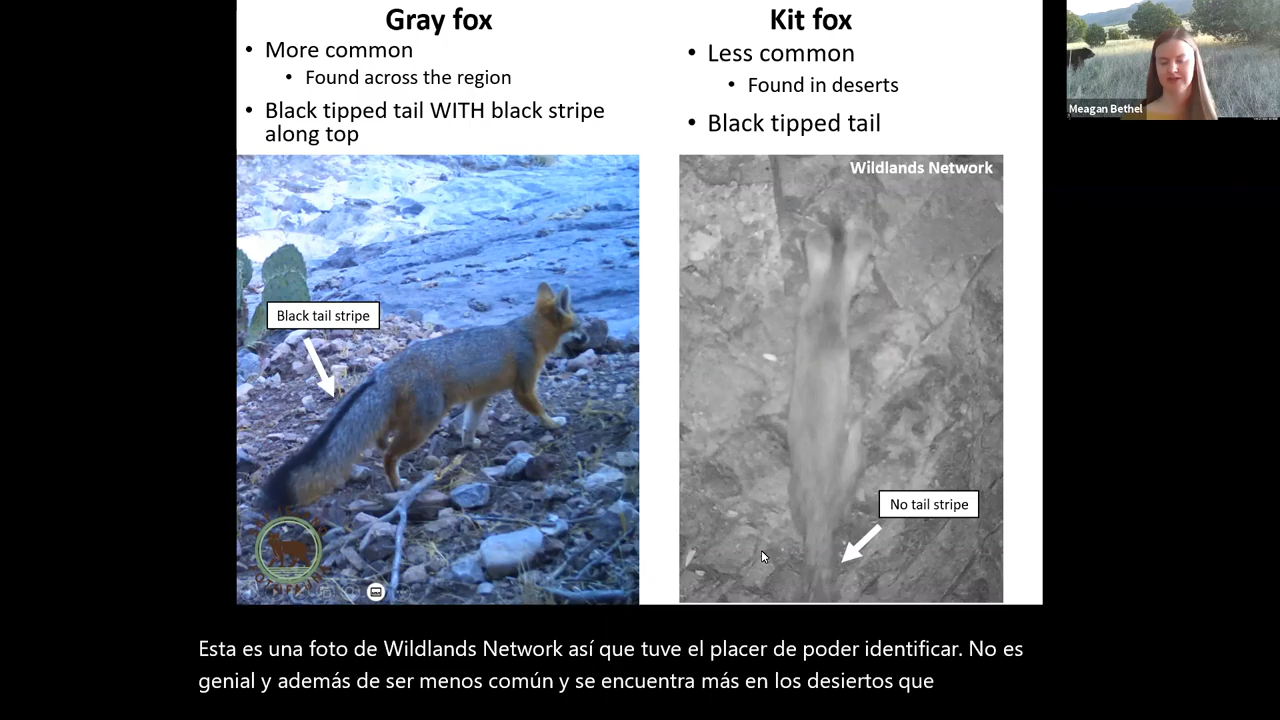 Gray fox
• More common
• Found across the region
• Black tipped tail WITH black stripe
along top
Black tail stripe
Kit fox
• Less common
• Found in deserts
• Black tipped tail
Wildlands Network
No tail stripe
Meagan Bethel
Esta es una foto de Wildlands Network así que tuve el placer de poder identificar. No es
genial y además de ser menos común y se encuentra más en los desiertos que